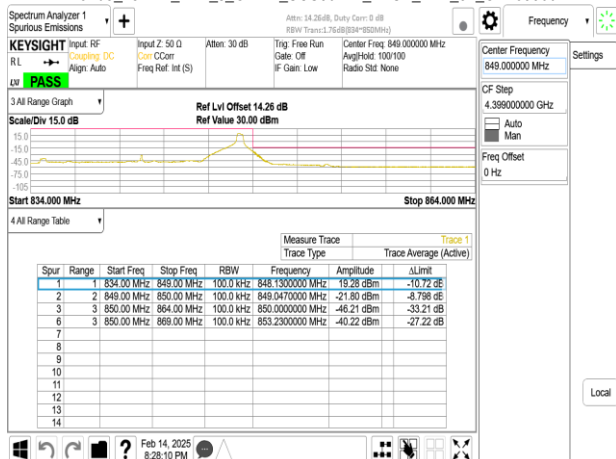 Spectrum Analyzer 1
Spurious Emissions
Attn: 14.26dB, Duty Corr: 0 dB
RBW Trans:1.76dB(834~850MHz)
Frequency
KEYSIGHT
RL
LXI
PASS
Input: RF
Coupling: DC
Align: Auto
Input Z: 50 Ω
Corr CCorr
Freq Ref: Int (S)
Atten: 30 dB
Trig: Free Run
Gate: Off
IF Gain: Low
Center Freq: 849.000000 MHz
Avg|Hold: 100/100
Radio Std: None
Center Frequency
849.000000 MHz
Settings
CF Step
4.399000000 GHz
Auto
Man
Freq Offset
0 Hz
Local
3 All Range Graph
Scale/Div 15.0 dB
Ref Lvl Offset 14.26 dB
Ref Value 30.00 dBm
15.0
-15.0
-45.0
-75.0
-105
Start 834.000 MHz
Stop 864.000 MHz
4 All Range Table
Measure Trace Trace 1
Trace Type Trace Average (Active)
Spur Range Start Freq Stop Freq RBW Frequency Amplitude ΔLimit
1 1 834.00 MHz 849.00 MHz 100.0 kHz 848.1300000 MHz 19.28 dBm -10.72 dB
2 2 849.00 MHz 850.00 MHz 100.0 kHz 849.0470000 MHz -21.80 dBm -8.798 dB
3 3 850.00 MHz 864.00 MHz 100.0 kHz 850.0000000 MHz -46.21 dBm -33.21 dB
6 3 850.00 MHz 869.00 MHz 100.0 kHz 853.2300000 MHz -40.22 dBm -27.22 dB
7
8
9
10
11
12
13
14
Feb 14, 2025
8:28:10 PM